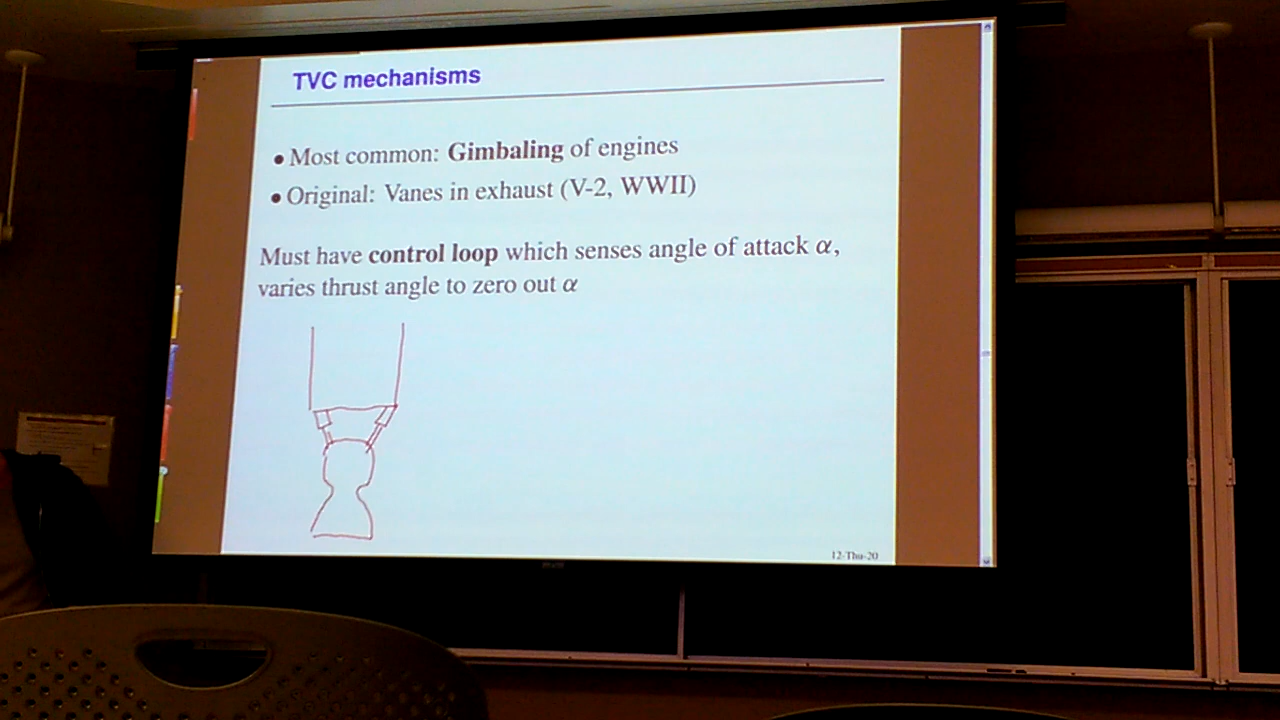 TVC mechanisms
• Most common: Gimbaling of engines
• Original: Vanes in exhaust (V-2, WWII)
Must have control loop which senses angle of attack α,
varies thrust angle to zero out α
12-Thu-20